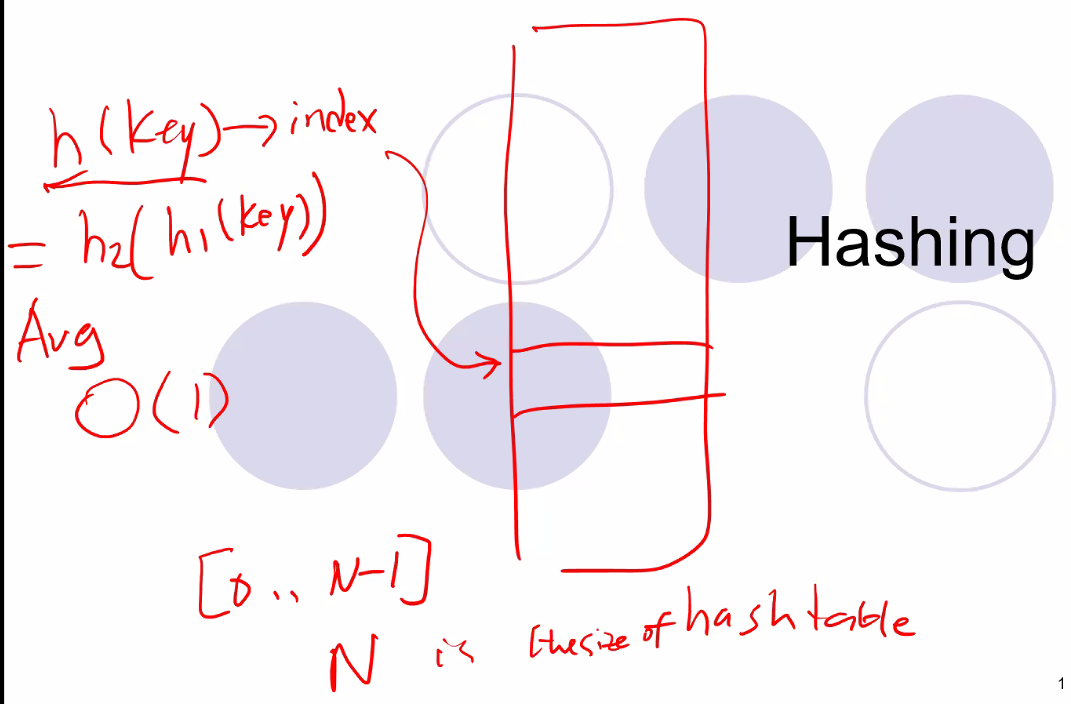 h(key)→index
= h₂(h₁(key))
Hashing
Avg
O(1)
[0.. N-1]
N is the size of hash table
1